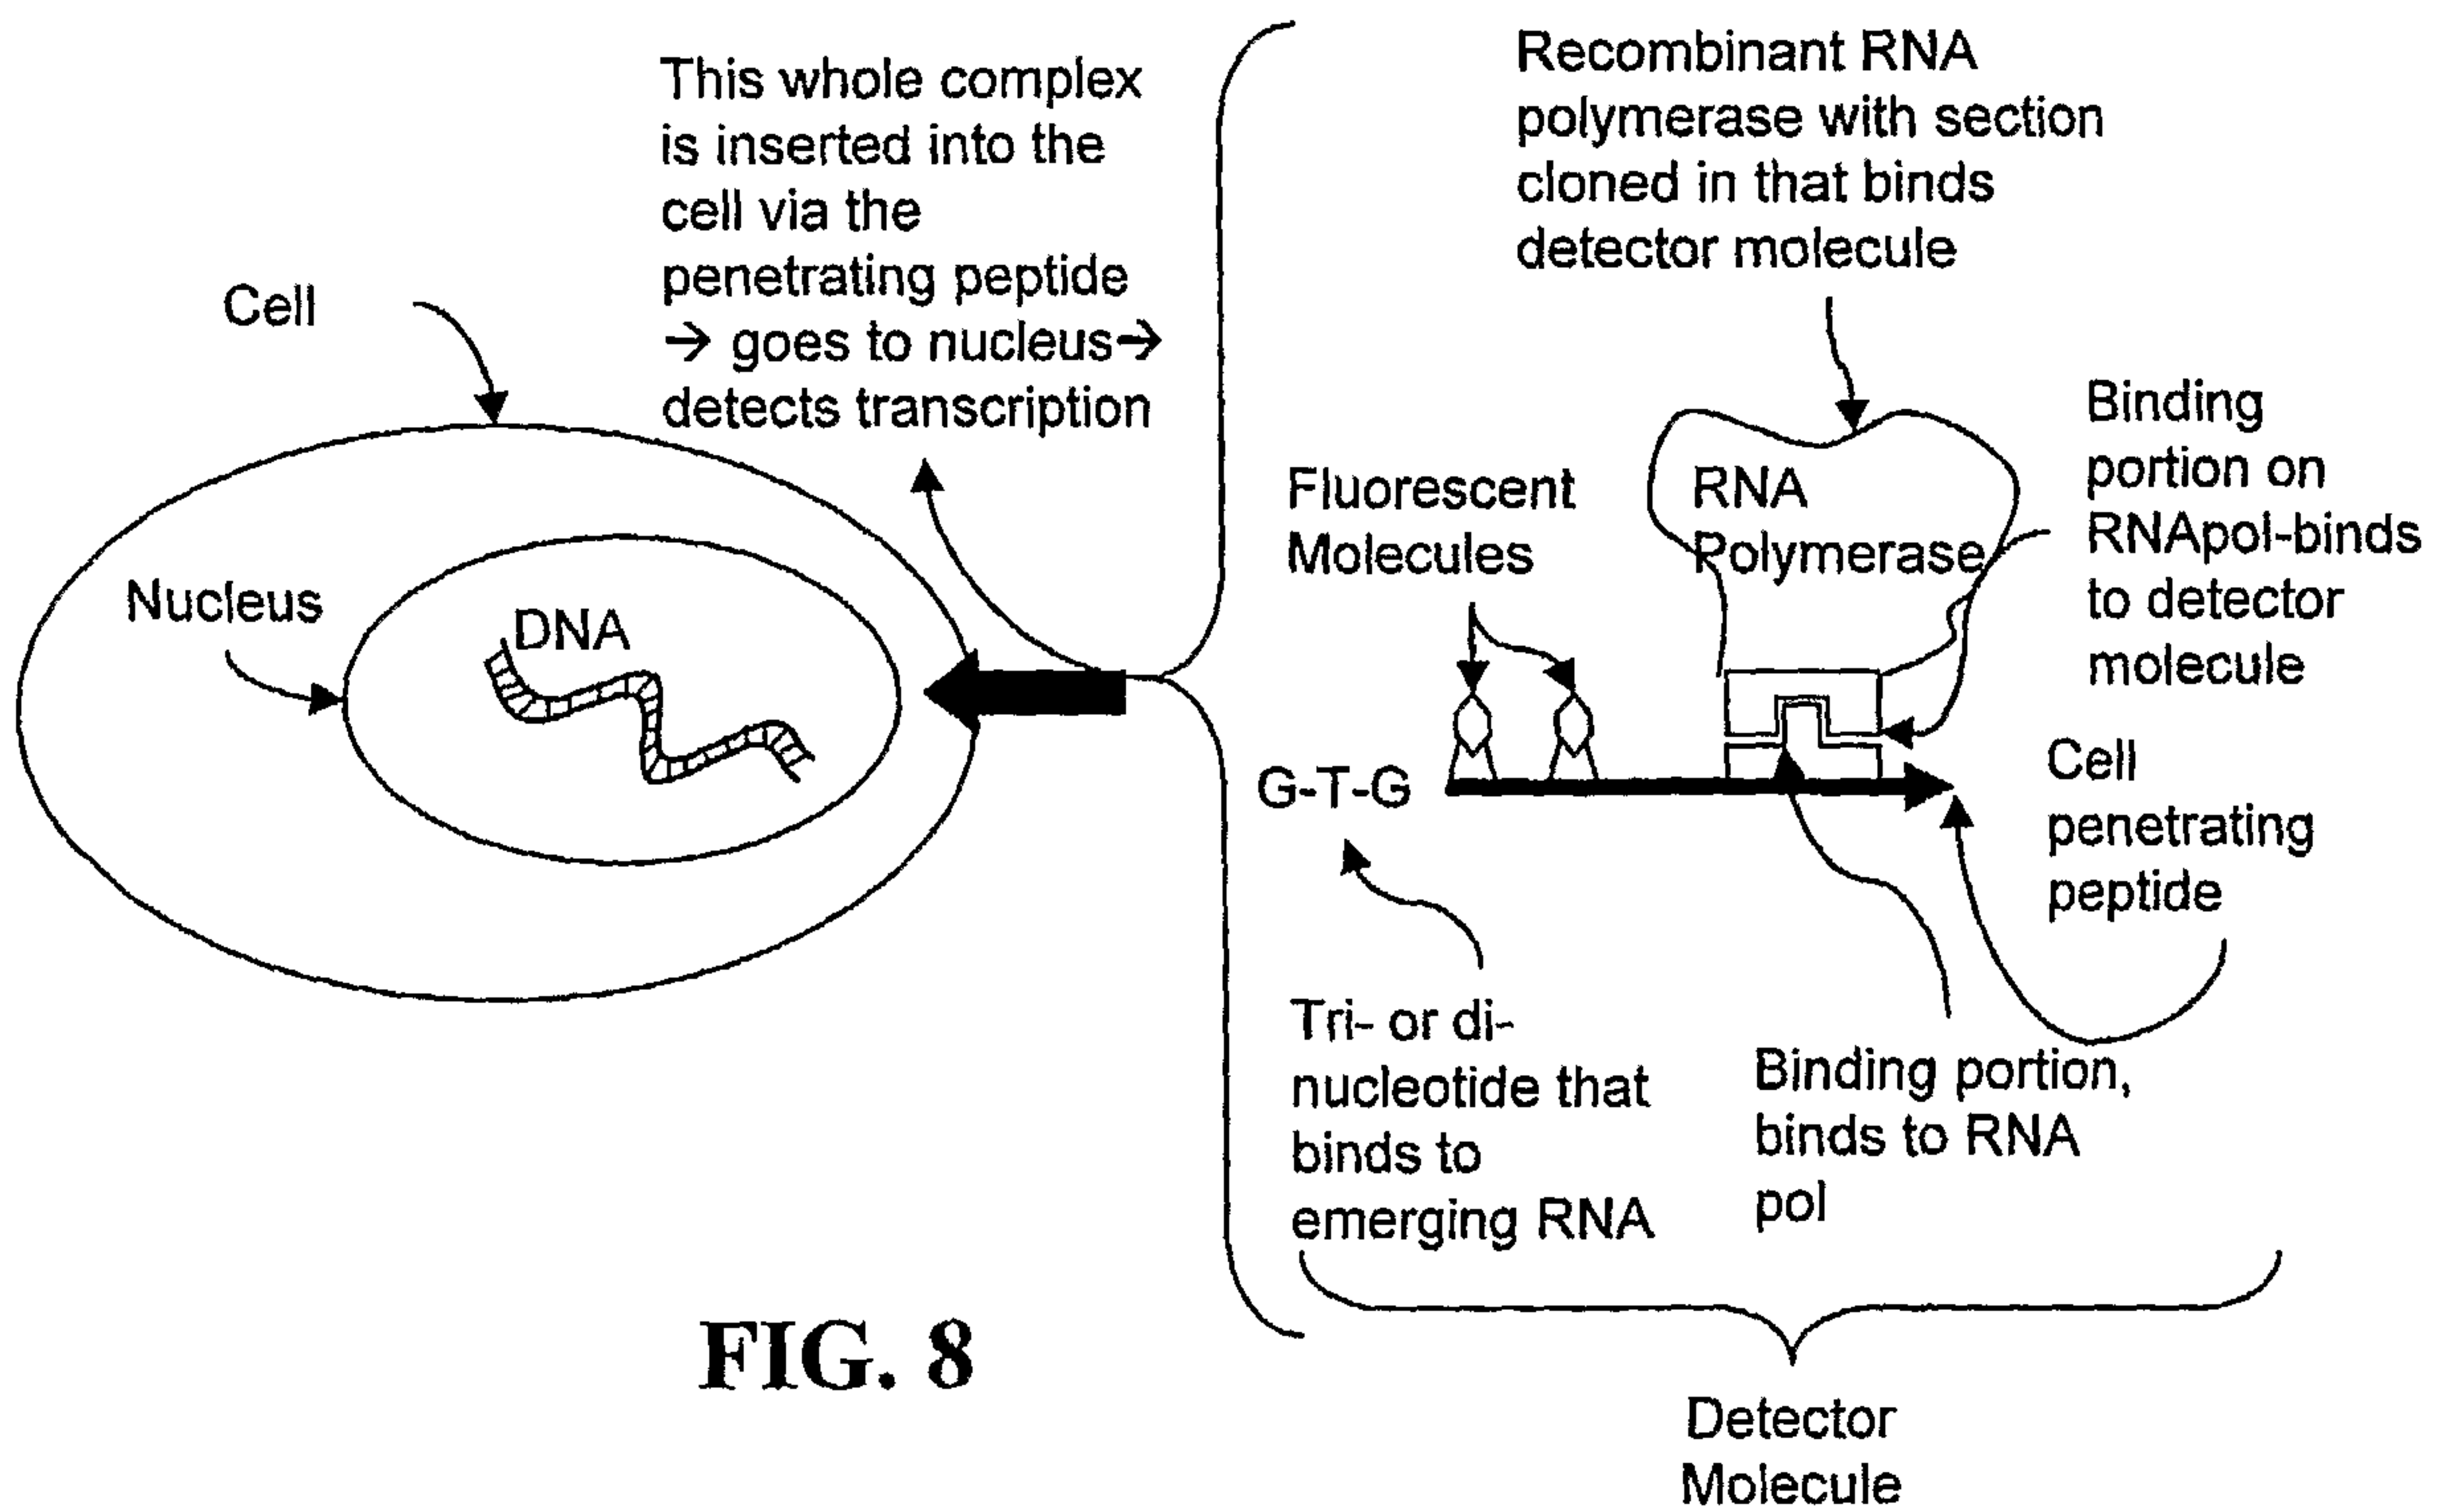 This whole complex
is inserted into the
cell via the
penetrating peptide
→ goes to nucleus→
detects transcription
Recombinant RNA
polymerase with section
cloned in that binds
detector molecule
Cell
Nucleus
DNA
Fluorescent
Molecules
RNA
Polymerase
Binding
portion on
RNApol-binds
to detector
molecule
G-T-G
Cell
penetrating
peptide
Tri- or di-
nucleotide that
binds to
emerging RNA
Binding portion,
binds to RNA
pol
Detector
Molecule
FIG. 8